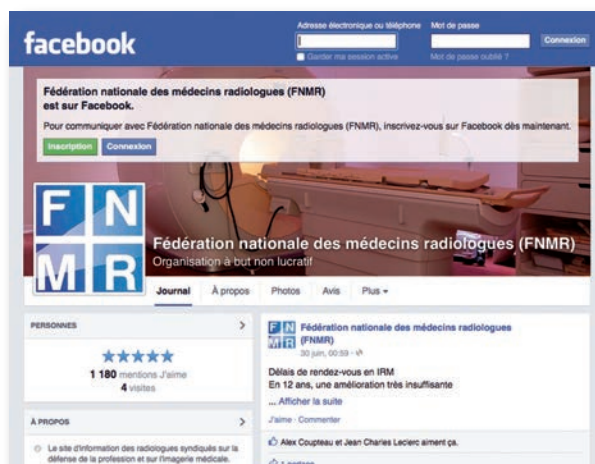 facebook
Adresse électronique ou téléphone
Mot de passe
Garder ma session active
Mot de passe oublié ?
Connexion
Fédération nationale des médecins radiologues (FNMR)
est sur Facebook.
Pour communiquer avec Fédération nationale des médecins radiologues (FNMR), inscrivez-vous sur Facebook dès maintenant.
Inscription Connexion
F N
M R
Fédération nationale des médecins radiologues (FNMR)
Organisation à but non lucratif
Journal À propos Photos Avis Plus
PERSONNES
1 180 mentions J'aime
4 visites
À PROPOS
Le site d'information des radiologues syndiqués sur la
défense de la profession et sur l'imagerie médicale.
F N
M R
Fédération nationale des médecins radiologues
(FNMR)
30 juin, 00:59
Délais de rendez-vous en IRM
En 12 ans, une amélioration très insuffisante
... Afficher la suite
J'aime · Commenter
Alex Coupteau et Jean Charles Leclerc aiment ça.